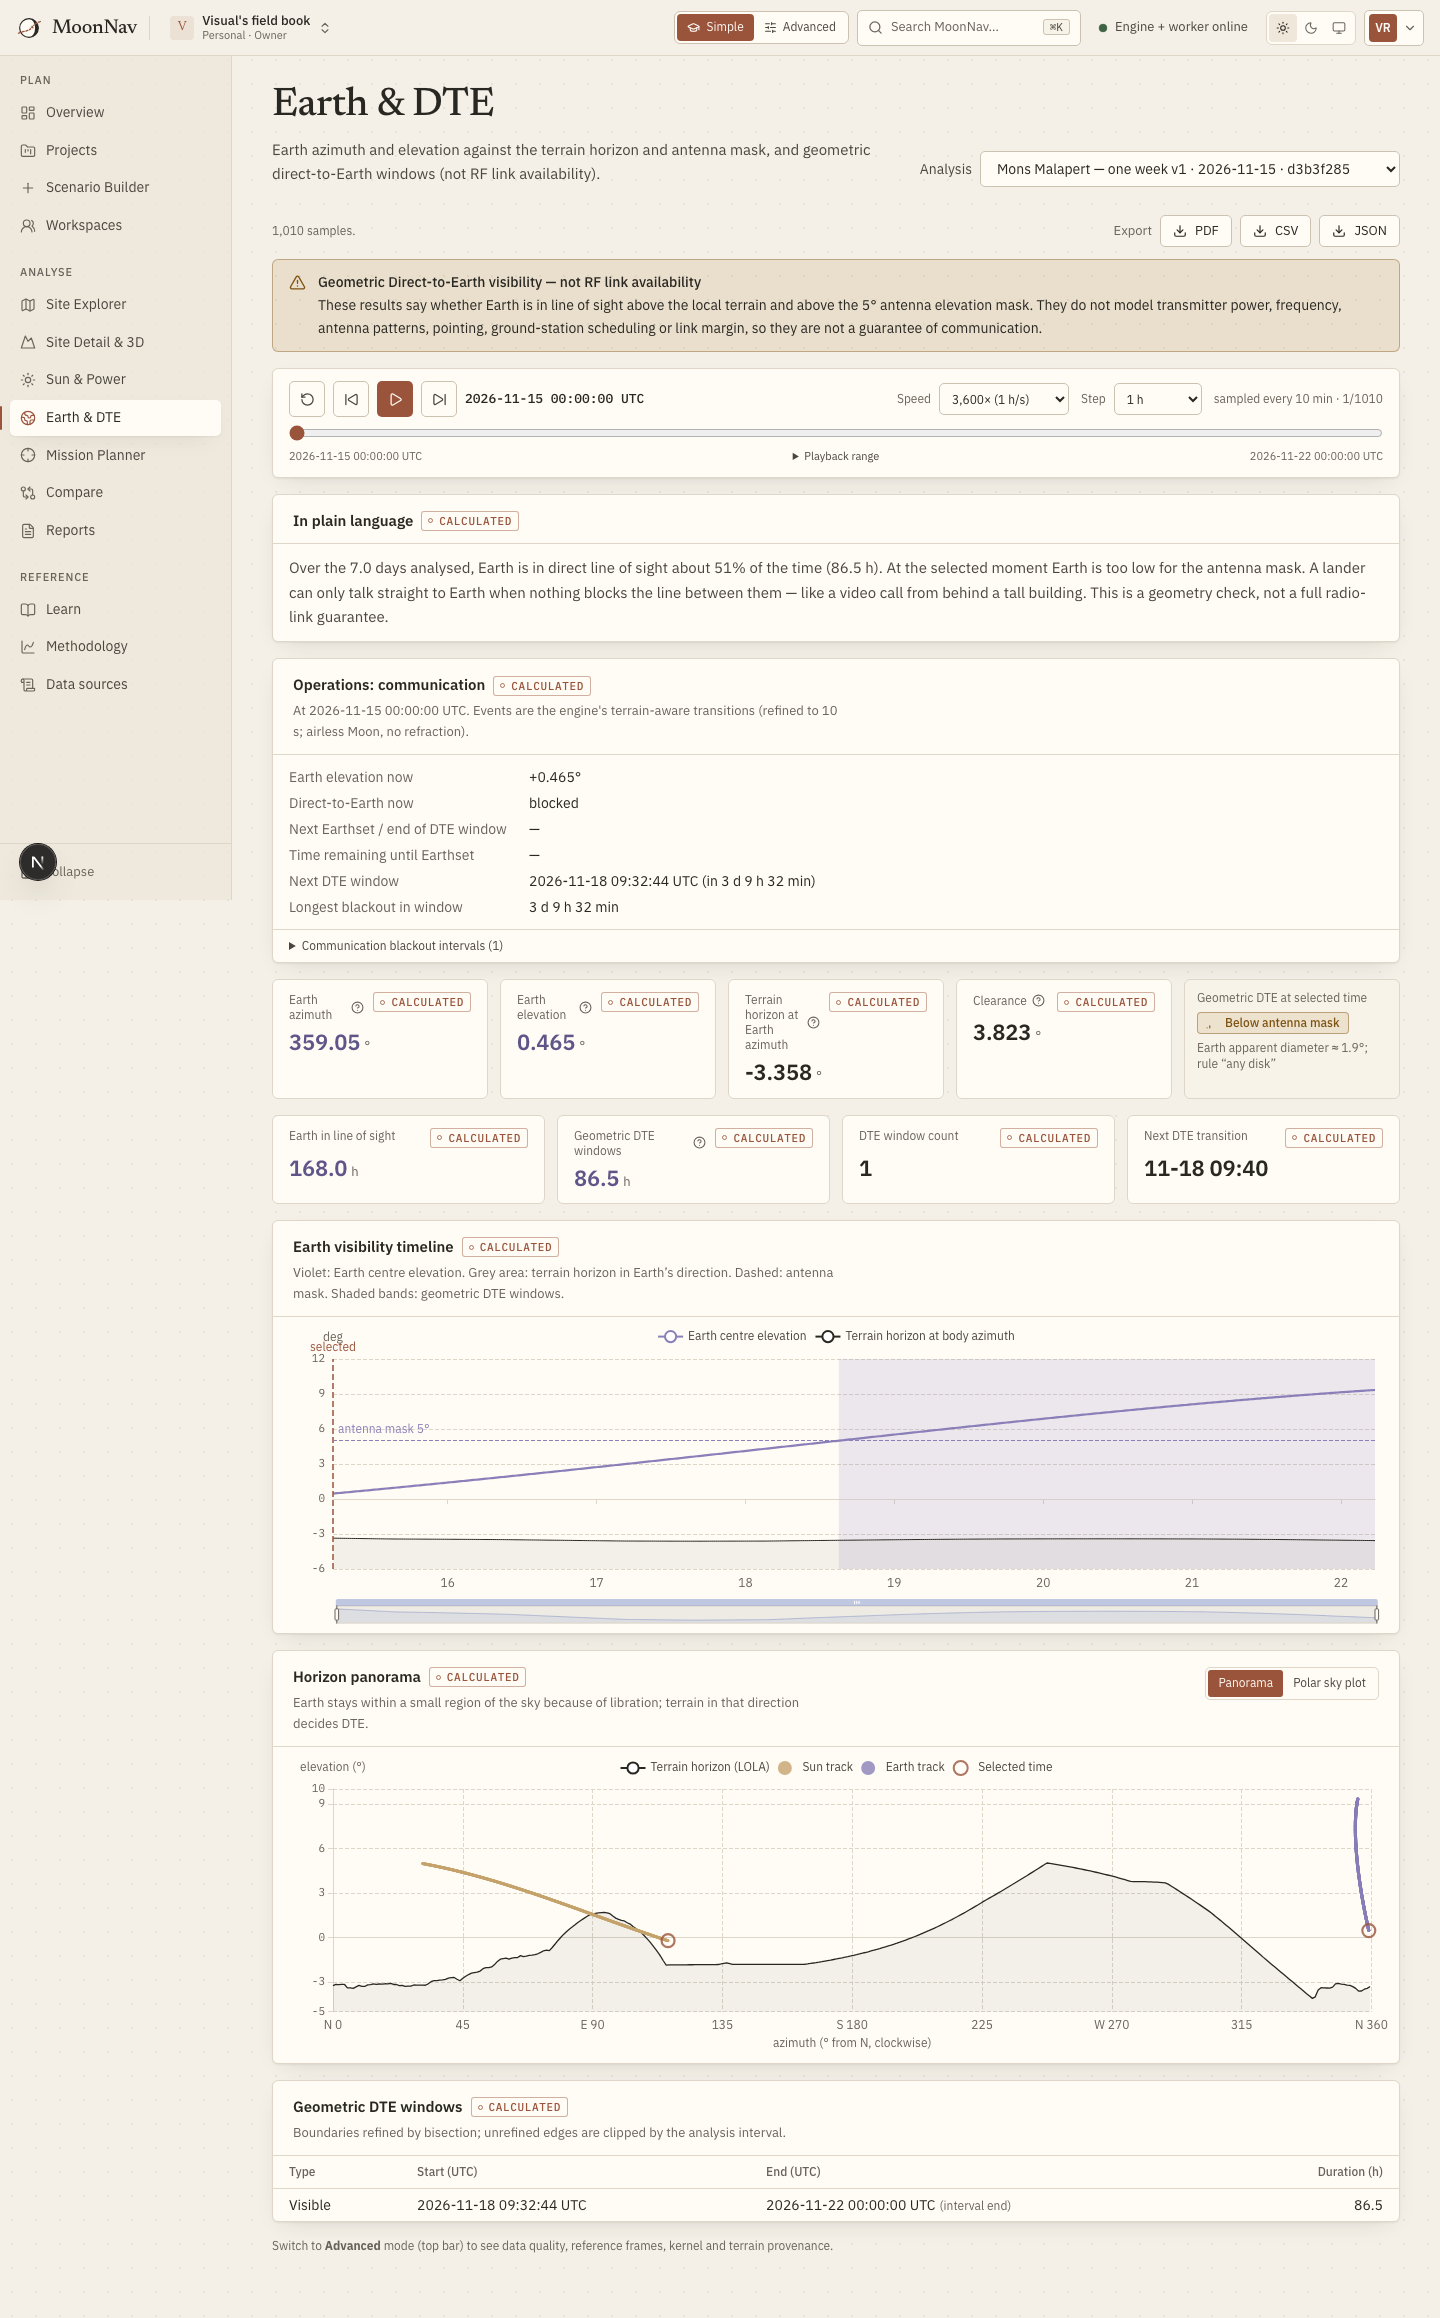 MoonNav
V
Visual's field book
Personal · Owner
Simple
Advanced
Search MoonNav...
⌘K
Engine + worker online
VR
PLAN
Overview
Projects
Scenario Builder
Workspaces
ANALYSE
Site Explorer
Site Detail & 3D
Sun & Power
Earth & DTE
Mission Planner
Compare
Reports
REFERENCE
Learn
Methodology
Data sources
N
ollapse
Earth & DTE
Earth azimuth and elevation against the terrain horizon and antenna mask, and geometric
direct-to-Earth windows (not RF link availability).
Analysis
Mons Malapert — one week v1 · 2026-11-15 · d3b3f285
1,010 samples.
Export
PDF
CSV
JSON
Geometric Direct-to-Earth visibility — not RF link availability
These results say whether Earth is in line of sight above the local terrain and above the 5° antenna elevation mask. They do not model transmitter power, frequency,
antenna patterns, pointing, ground-station scheduling or link margin, so they are not a guarantee of communication.
2026-11-15 00:00:00 UTC
Speed
3,600× (1 h/s)
Step
1 h
sampled every 10 min · 1/1010
2026-11-15 00:00:00 UTC
Playback range
2026-11-22 00:00:00 UTC
In plain language
CALCULATED
Over the 7.0 days analysed, Earth is in direct line of sight about 51% of the time (86.5 h). At the selected moment Earth is too low for the antenna mask. A lander
can only talk straight to Earth when nothing blocks the line between them — like a video call from behind a tall building. This is a geometry check, not a full radio-
link guarantee.
Operations: communication
CALCULATED
At 2026-11-15 00:00:00 UTC. Events are the engine's terrain-aware transitions (refined to 10
s; airless Moon, no refraction).
Earth elevation now +0.465°
Direct-to-Earth now blocked
Next Earthset / end of DTE window —
Time remaining until Earthset —
Next DTE window 2026-11-18 09:32:44 UTC (in 3 d 9 h 32 min)
Longest blackout in window 3 d 9 h 32 min
Communication blackout intervals (1)
Earth
azimuth
CALCULATED
359.05 °
Earth
elevation
CALCULATED
0.465 °
Terrain
horizon at
Earth
azimuth
CALCULATED
-3.358 °
Clearance
CALCULATED
3.823 °
Geometric DTE at selected time
Below antenna mask
Earth apparent diameter ≈ 1.9°;
rule “any disk”
Earth in line of sight
CALCULATED
168.0 h
Geometric DTE
windows
CALCULATED
86.5 h
DTE window count
CALCULATED
1
Next DTE transition
CALCULATED
11-18 09:40
Earth visibility timeline
CALCULATED
Violet: Earth centre elevation. Grey area: terrain horizon in Earth’s direction. Dashed: antenna
mask. Shaded bands: geometric DTE windows.
deg
selected
Earth centre elevation
Terrain horizon at body azimuth
12
9
6
antenna mask 5°
3
0
-3
-6
16 17 18 19 20 21 22
Horizon panorama
CALCULATED
Earth stays within a small region of the sky because of libration; terrain in that direction
decides DTE.
Panorama
Polar sky plot
elevation (°)
Terrain horizon (LOLA)
Sun track
Earth track
Selected time
10
9
6
3
0
-3
-5
N 0 45 E 90 135 S 180 225 W 270 315 N 360
azimuth (° from N, clockwise)
Geometric DTE windows
CALCULATED
Boundaries refined by bisection; unrefined edges are clipped by the analysis interval.
Type Start (UTC) End (UTC) Duration (h)
Visible 2026-11-18 09:32:44 UTC 2026-11-22 00:00:00 UTC (interval end) 86.5
Switch to Advanced mode (top bar) to see data quality, reference frames, kernel and terrain provenance.